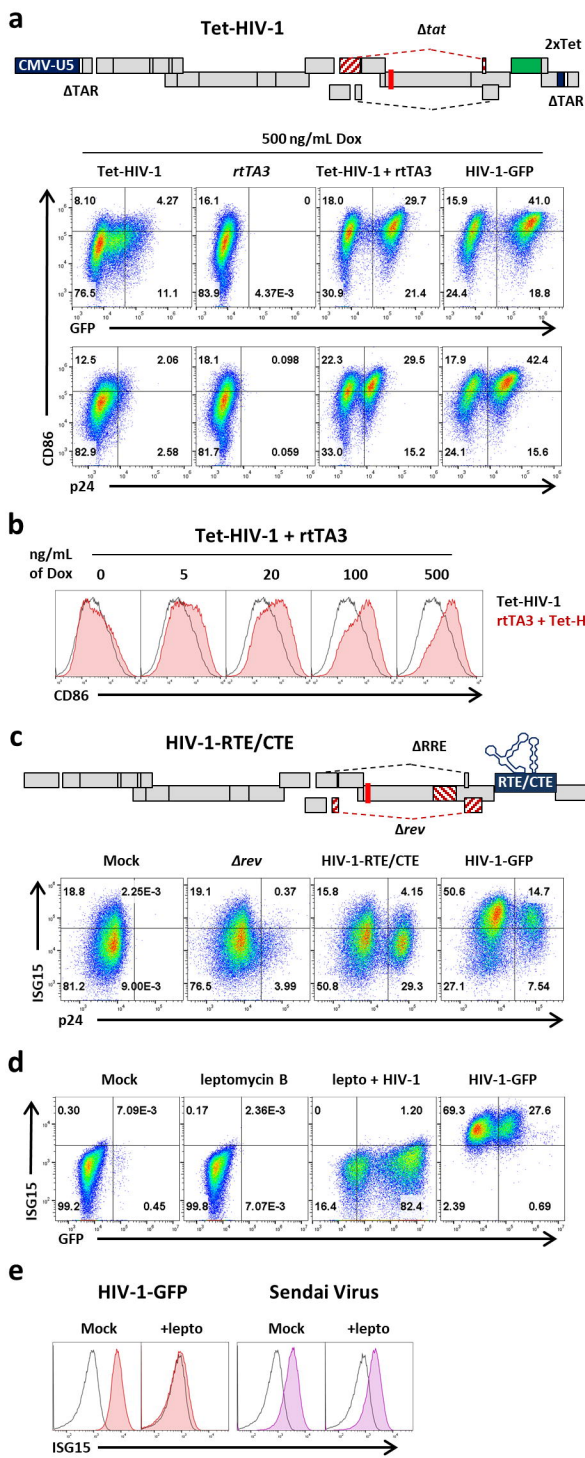 a
Tet-HIV-1
Δtat
2xTet
CMV-U5
ΔTAR
ΔTAR
500 ng/mL Dox
Tet-HIV-1 rtTA3 Tet-HIV-1 + rtTA3 HIV-1-GFP
8.10 4.27 16.1 0 18.0 29.7 15.9 41.0
76.5 11.1 83.9 4.37E-3 30.9 21.4 24.4 18.8
GFP
12.5 2.06 18.1 0.098 22.3 29.5 17.9 42.4
82.9 2.58 81.7 0.059 33.0 15.2 24.1 15.6
CD86
p24
b
Tet-HIV-1 + rtTA3
ng/mL
of Dox 0 5 20 100 500
Tet-HIV-1
rtTA3 + Tet-H
CD86
c
HIV-1-RTE/CTE
ΔRRE
RTE/CTE
Δrev
Mock Δrev HIV-1-RTE/CTE HIV-1-GFP
18.8 2.25E-3 19.1 0.37 15.8 4.15 50.6 14.7
81.2 9.00E-3 76.5 3.99 50.8 29.3 27.1 7.54
ISG15
p24
d
Mock leptomycin B lepto + HIV-1 HIV-1-GFP
0.30 7.09E-3 0.17 2.36E-3 0 1.20 69.3 27.6
99.2 0.45 99.8 7.07E-3 16.4 82.4 2.39 0.69
ISG15
GFP
e
HIV-1-GFP Sendai Virus
Mock +lepto Mock +lepto
ISG15